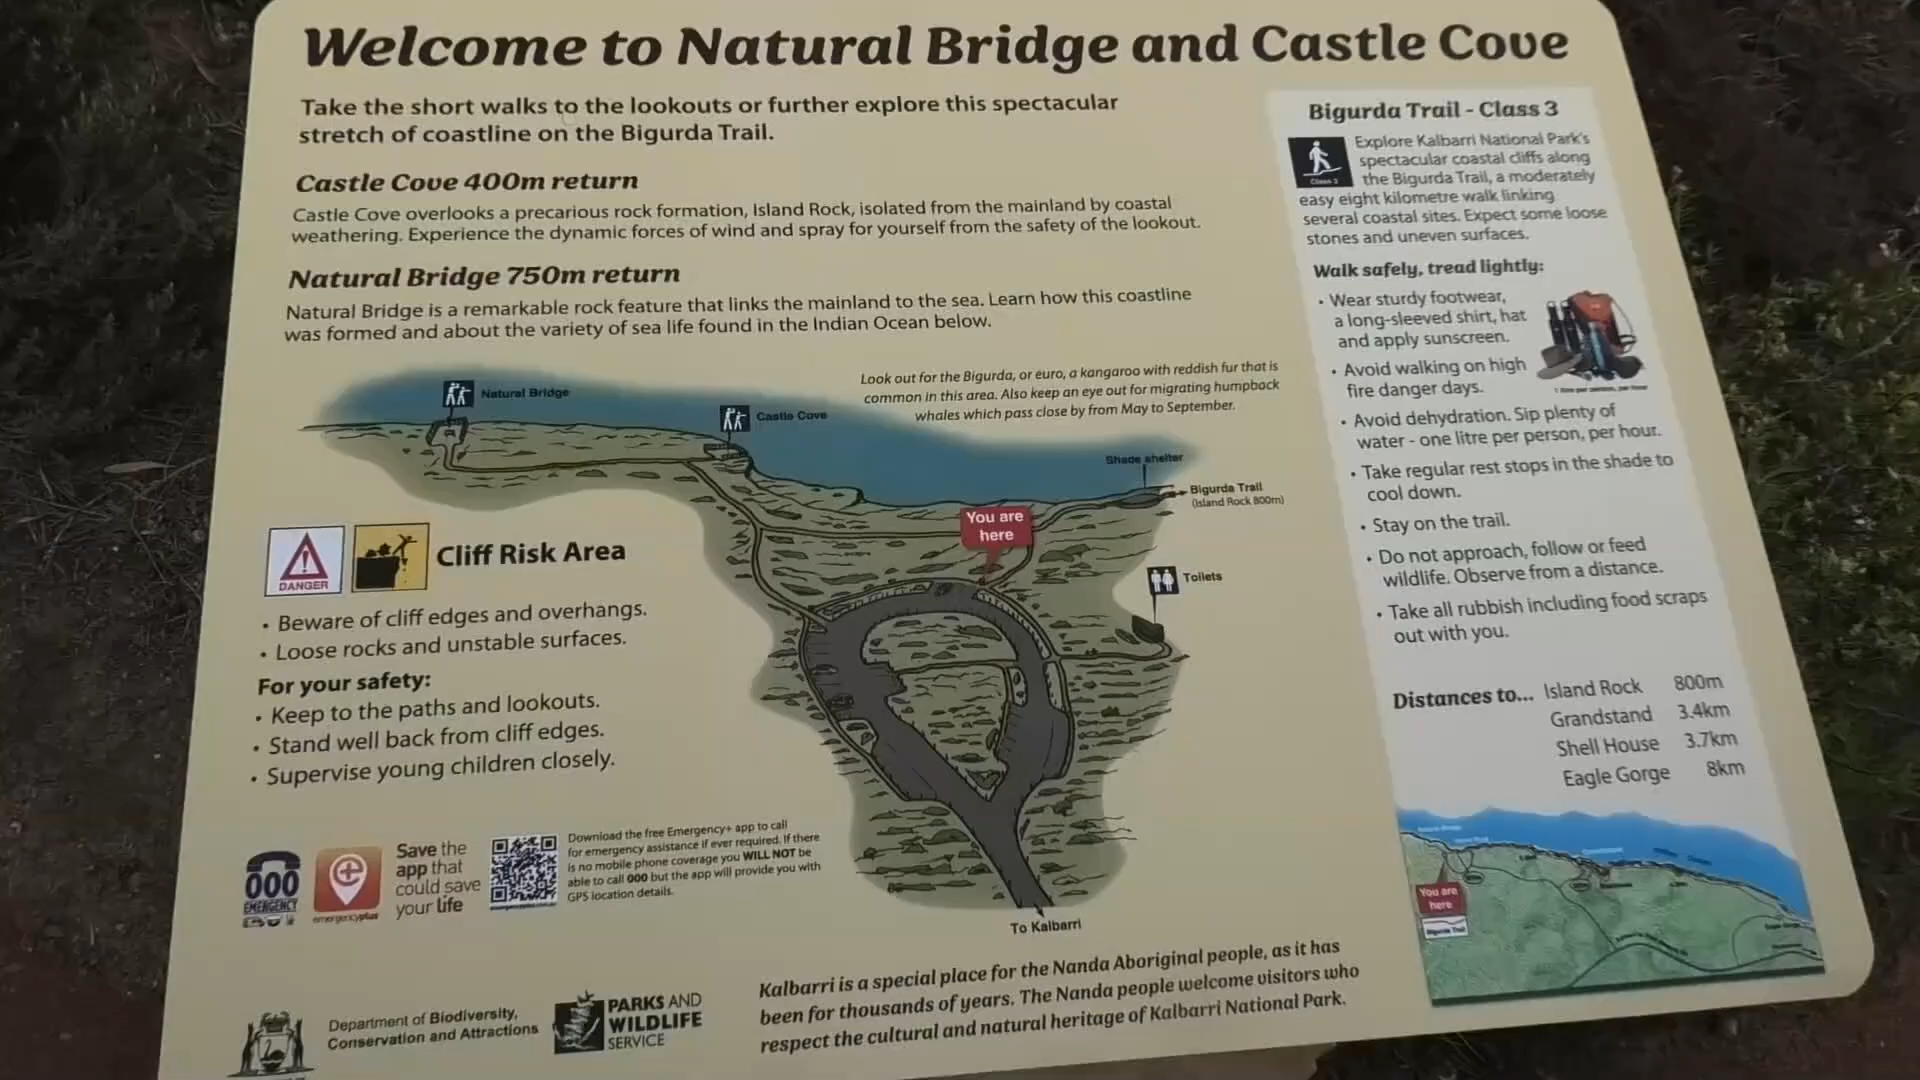 Welcome to Natural Bridge and Castle Cove
Take the short walks to the lookouts or further explore this spectacular
stretch of coastline on the Bigurda Trail.
Castle Cove 400m return
Castle Cove overlooks a precarious rock formation, Island Rock, isolated from the mainland by coastal
weathering. Experience the dynamic forces of wind and spray for yourself from the safety of the lookout.
Natural Bridge 750m return
Natural Bridge is a remarkable rock feature that links the mainland to the sea. Learn how this coastline
was formed and about the variety of sea life found in the Indian Ocean below.
Look out for the Bigurda, or euro, a kangaroo with reddish fur that is
common in this area. Also keep an eye out for migrating humpback
whales which pass close by from May to September.
Natural Bridge
Castle Cove
Shade shelter
Bigurda Trail
(Island Rock 800m)
You are
here
Toilets
To Kalbarri
DANGER
Cliff Risk Area
• Beware of cliff edges and overhangs.
• Loose rocks and unstable surfaces.
For your safety:
• Keep to the paths and lookouts.
• Stand well back from cliff edges.
• Supervise young children closely.
000
EMERGENCY
emergencyplus
Save the
app that
could save
your life
Download the free Emergency+ app to call
for emergency assistance if ever required. If there
is no mobile phone coverage you WILL NOT be
able to call 000 but the app will provide you with
GPS location details.
Department of Biodiversity,
Conservation and Attractions
PARKS AND
WILDLIFE
SERVICE
Kalbarri is a special place for the Nanda Aboriginal people, as it has
been for thousands of years. The Nanda people welcome visitors who
respect the cultural and natural heritage of Kalbarri National Park.
Bigurda Trail - Class 3
Class 3
Explore Kalbarri National Park's
spectacular coastal cliffs along
the Bigurda Trail, a moderately
easy eight kilometre walk linking
several coastal sites. Expect some loose
stones and uneven surfaces.
Walk safely, tread lightly:
• Wear sturdy footwear,
a long-sleeved shirt, hat
and apply sunscreen.
• Avoid walking on high
fire danger days.
• Avoid dehydration. Sip plenty of
water - one litre per person, per hour.
• Take regular rest stops in the shade to
cool down.
• Stay on the trail.
• Do not approach, follow or feed
wildlife. Observe from a distance.
• Take all rubbish including food scraps
out with you.
Distances to... Island Rock 800m
Grandstand 3.4km
Shell House 3.7km
Eagle Gorge 8km
You are
here
Bigurda Trail